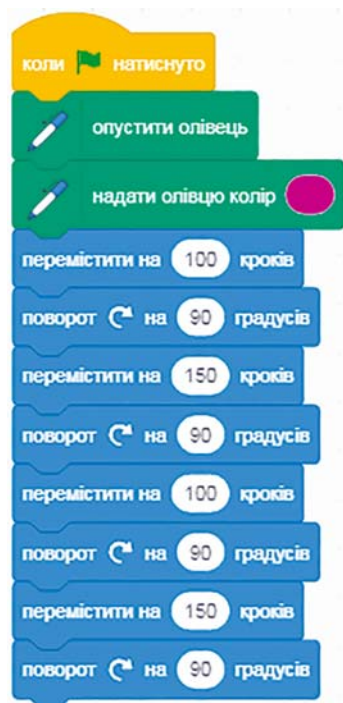 коли натиснуто
опустити олівець
надати олівцю колір
перемістити на 100 кроків
поворот на 90 градусів
перемістити на 150 кроків
поворот на 90 градусів
перемістити на 100 кроків
поворот на 90 градусів
перемістити на 150 кроків
поворот на 90 градусів